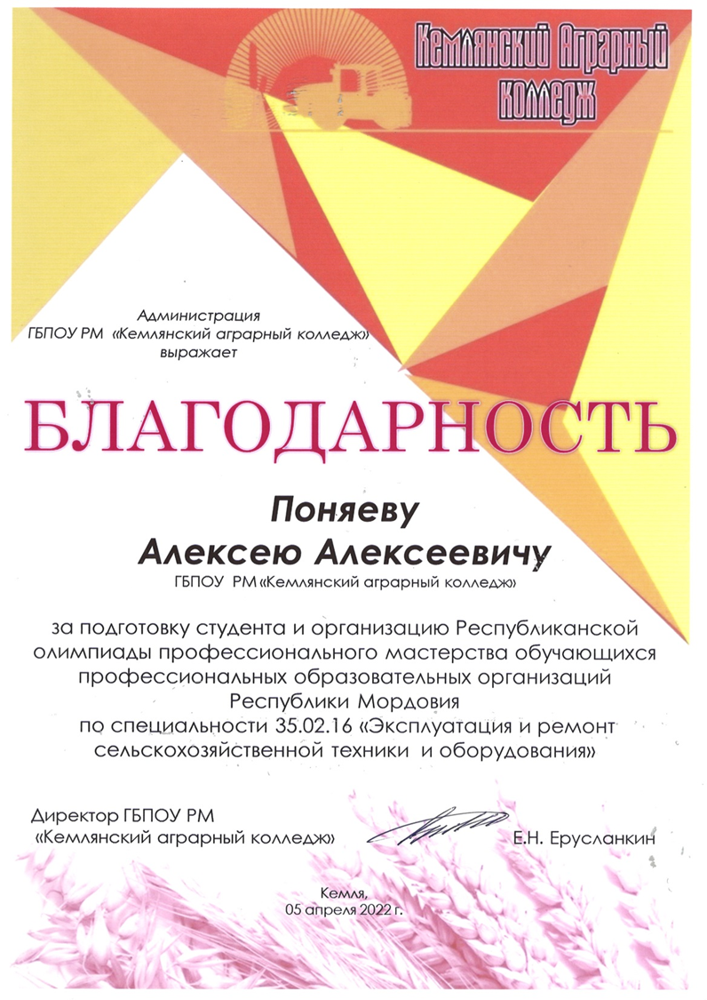 Кемлянский Аграрный
колледж
Администрация
ГБПОУ РМ «Кемлянский аграрный колледж»
выражает
БЛАГОДАРНОСТЬ
Поняеву
Алексею Алексеевичу
ГБПОУ РМ «Кемлянский аграрный колледж»
за подготовку студента и организацию Республиканской
олимпиады профессионального мастерства обучающихся
профессиональных образовательных организаций
Республики Мордовия
по специальности 35.02.16 «Эксплуатация и ремонт
сельскохозяйственной техники и оборудования»
Директор ГБПОУ РМ
«Кемлянский аграрный колледж»
Е.Н. Ерусланкин
Кемля,
05 апреля 2022 г.